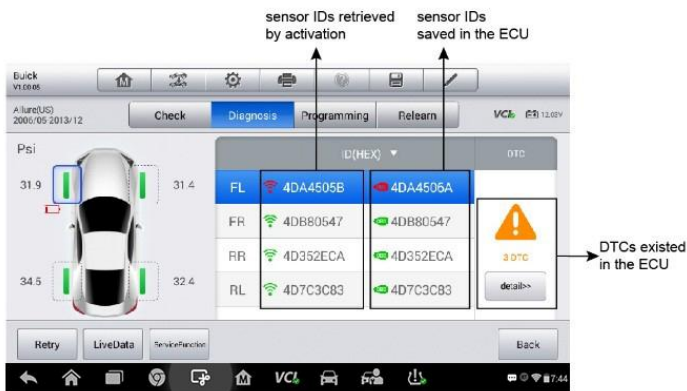 sensor IDs retrieved
by activation
sensor IDs
saved in the ECU
Buick
V1.00.05
Allure(US)
2006/05 2013/12
Check
Diagnosis
Programming
Relearn
VCI
12.02V
Psi
31.9
31.4
34.5
32.4
ID(HEX) ▼
DTC
FL 4DA4505B 4DA4506A
FR 4DB80547 4DB80547
RR 4D352ECA 4D352ECA
RL 4D7C3C83 4D7C3C83
3 DTC
detail>>
DTCs existed
in the ECU
Retry
LiveData
ServiceFunction
Back
M
VCI
7:44